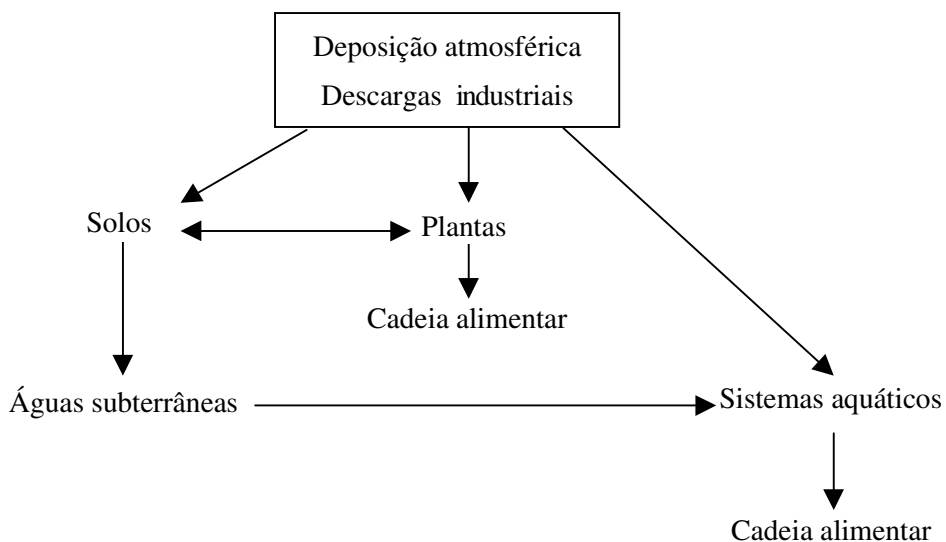 Deposição atmosférica
Descargas industriais
Solos
Plantas
Cadeia alimentar
Águas subterrâneas
Sistemas aquáticos
Cadeia alimentar